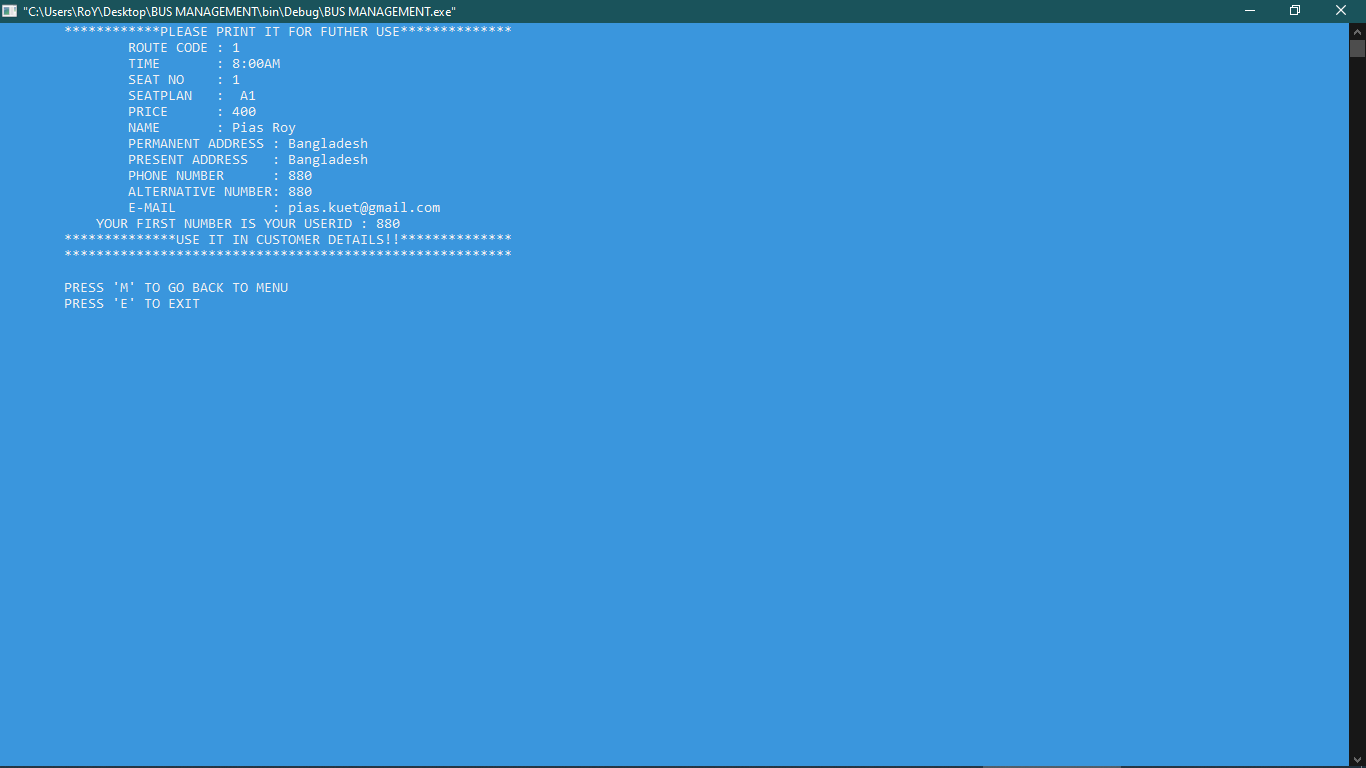 "C:\Users\RoY\Desktop\BUS MANAGEMENT\bin\Debug\BUS MANAGEMENT.exe"
************PLEASE PRINT IT FOR FUTHER USE**************
ROUTE CODE : 1
TIME       : 8:00AM
SEAT NO    : 1
SEATPLAN   :  A1
PRICE      : 400
NAME       : Pias Roy
PERMANENT ADDRESS : Bangladesh
PRESENT ADDRESS   : Bangladesh
PHONE NUMBER      : 880
ALTERNATIVE NUMBER: 880
E-MAIL            : pias.kuet@gmail.com
YOUR FIRST NUMBER IS YOUR USERID : 880
**************USE IT IN CUSTOMER DETAILS!!**************
********************************************************
PRESS 'M' TO GO BACK TO MENU
PRESS 'E' TO EXIT